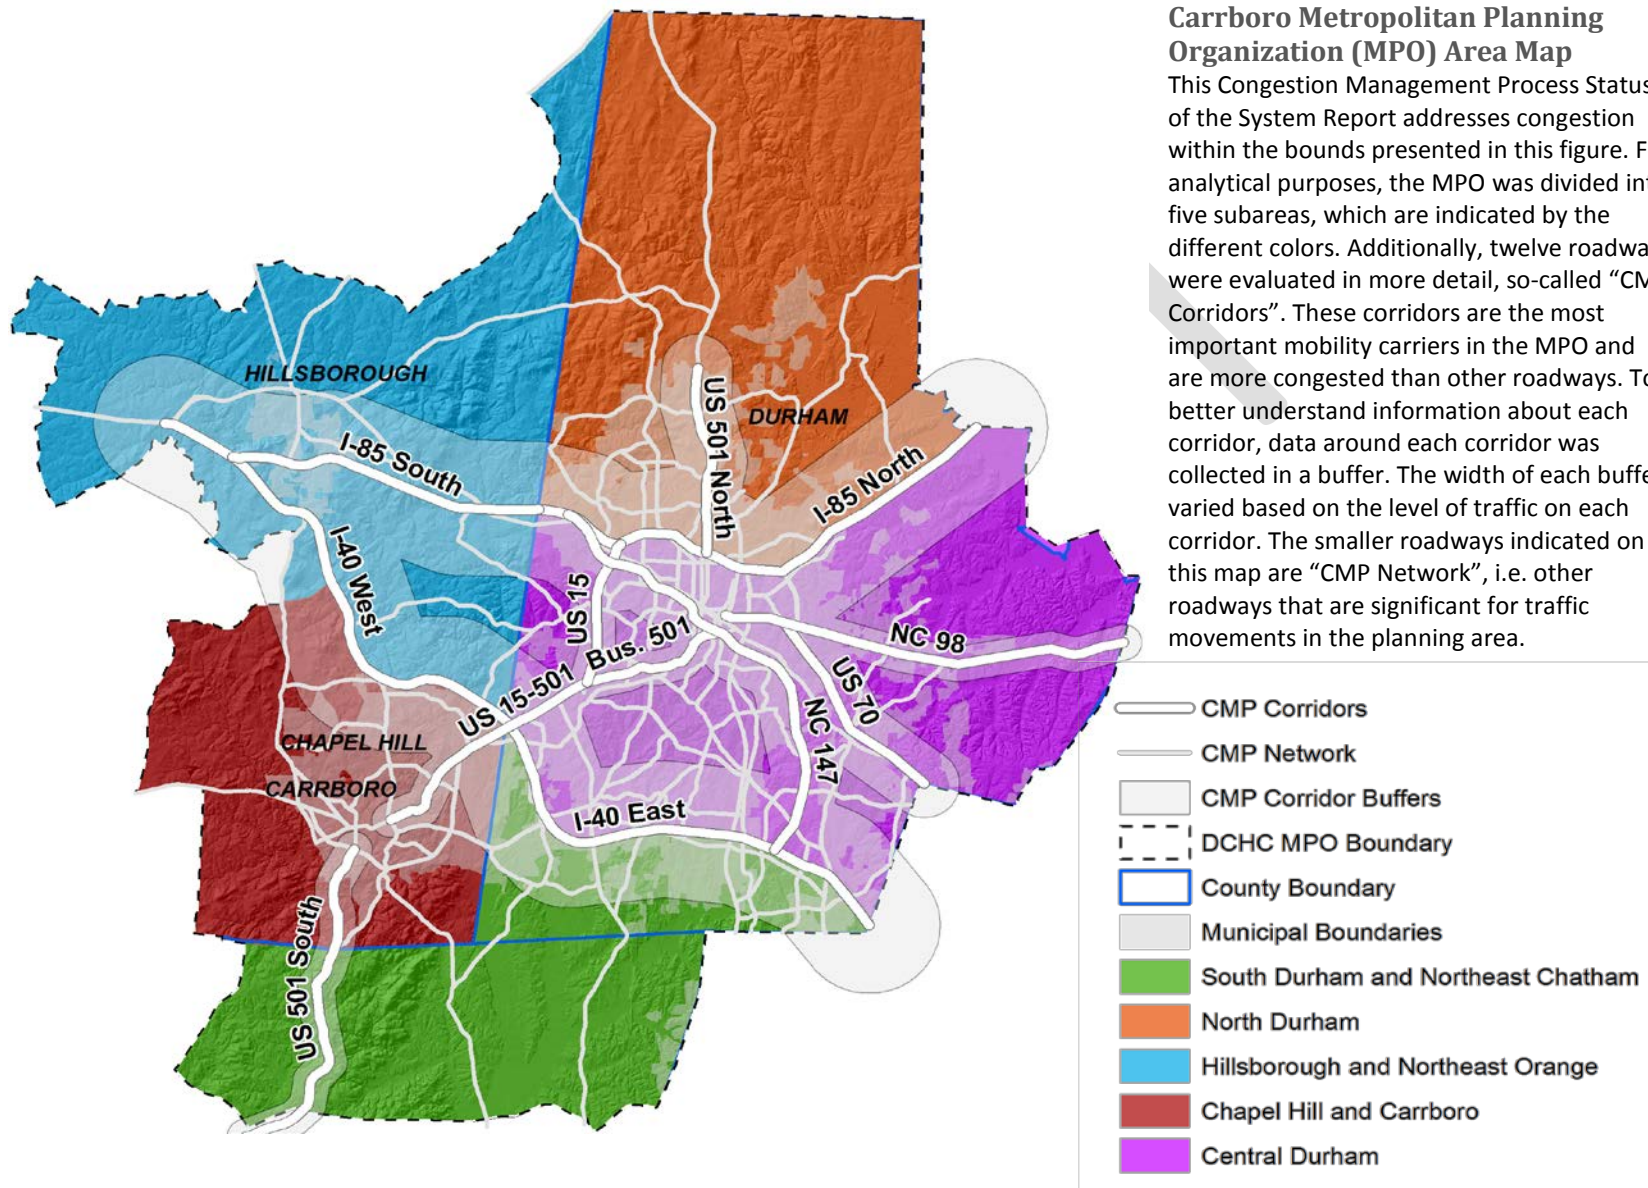 Carrboro Metropolitan Planning
Organization (MPO) Area Map
This Congestion Management Process Status
of the System Report addresses congestion
within the bounds presented in this figure. F
analytical purposes, the MPO was divided int
five subareas, which are indicated by the
different colors. Additionally, twelve roadwa
were evaluated in more detail, so-called “CM
Corridors”. These corridors are the most
important mobility carriers in the MPO and
are more congested than other roadways. To
better understand information about each
corridor, data around each corridor was
collected in a buffer. The width of each buffe
varied based on the level of traffic on each
corridor. The smaller roadways indicated on
this map are “CMP Network”, i.e. other
roadways that are significant for traffic
movements in the planning area.
HILLSBOROUGH
DURHAM
US 501 North
I-85 South
I-85 North
I-40 West
US 15
Bus. 501
NC 98
US 15-501
US 70
NC 147
CHAPEL HILL
CARRBORO
I-40 East
US 501 South
CMP Corridors
CMP Network
CMP Corridor Buffers
DCHC MPO Boundary
County Boundary
Municipal Boundaries
South Durham and Northeast Chatham
North Durham
Hillsborough and Northeast Orange
Chapel Hill and Carrboro
Central Durham